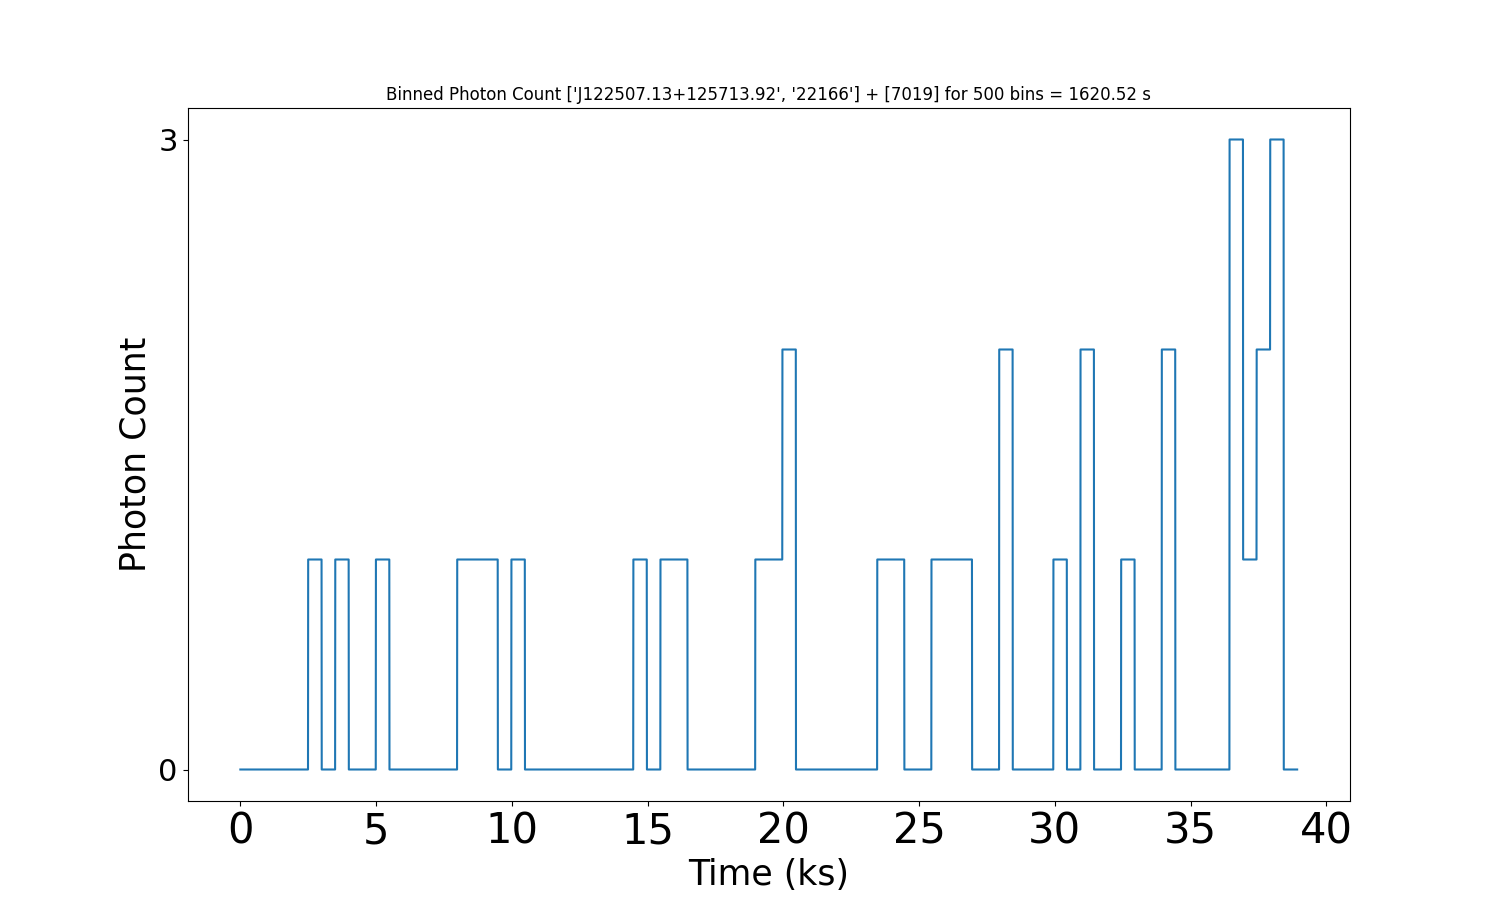 Binned Photon Count ['J122507.13+125713.92', '22166'] + [7019] for 500 bins = 1620.52 s
3
Photon Count
0
0 5 10 15 20 25 30 35 40
Time (ks)